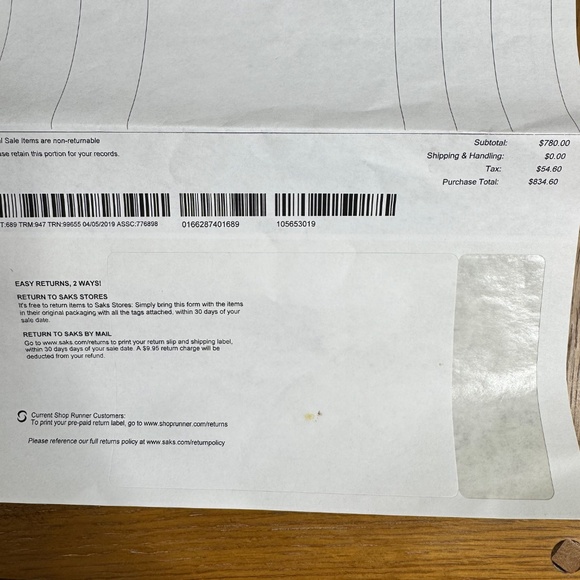 Sale Items are non-returnable
retain this portion for your records.
Subtotal: $780.00
Shipping & Handling: $0.00
Tax: $54.60
Purchase Total: $834.60
:689 TRM:947 TRN:99655 04/05/2019 ASSC:776898
0166287401689
105653019
EASY RETURNS, 2 WAYS!
RETURN TO SAKS STORES
It's free to return items to Saks Stores: Simply bring this form with the items
in their original packaging with all the tags attached, within 30 days of your
sale date.
RETURN TO SAKS BY MAIL
Go to www.saks.com/returns to print your return slip and shipping label,
within 30 days days of your sale date. A $9.95 return charge will be
deducted from your refund.
Current Shop Runner Customers:
To print your pre-paid return label, go to www.shoprunner.com/returns
Please reference our full returns policy at www.saks.com/returnpolicy